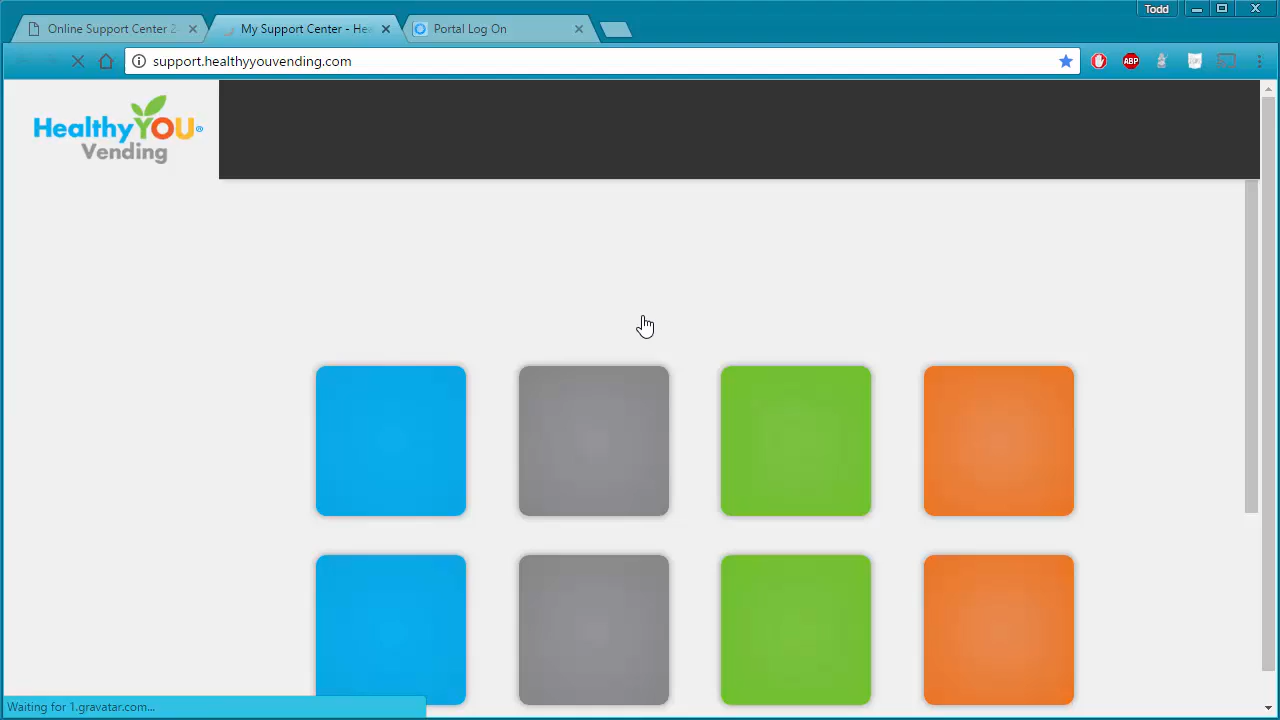 Todd
Online Support Center 2
My Support Center - He
Portal Log On
support.healthyyouvending.com
ABP
HealthyYOU®
Vending
Waiting for 1.gravatar.com...